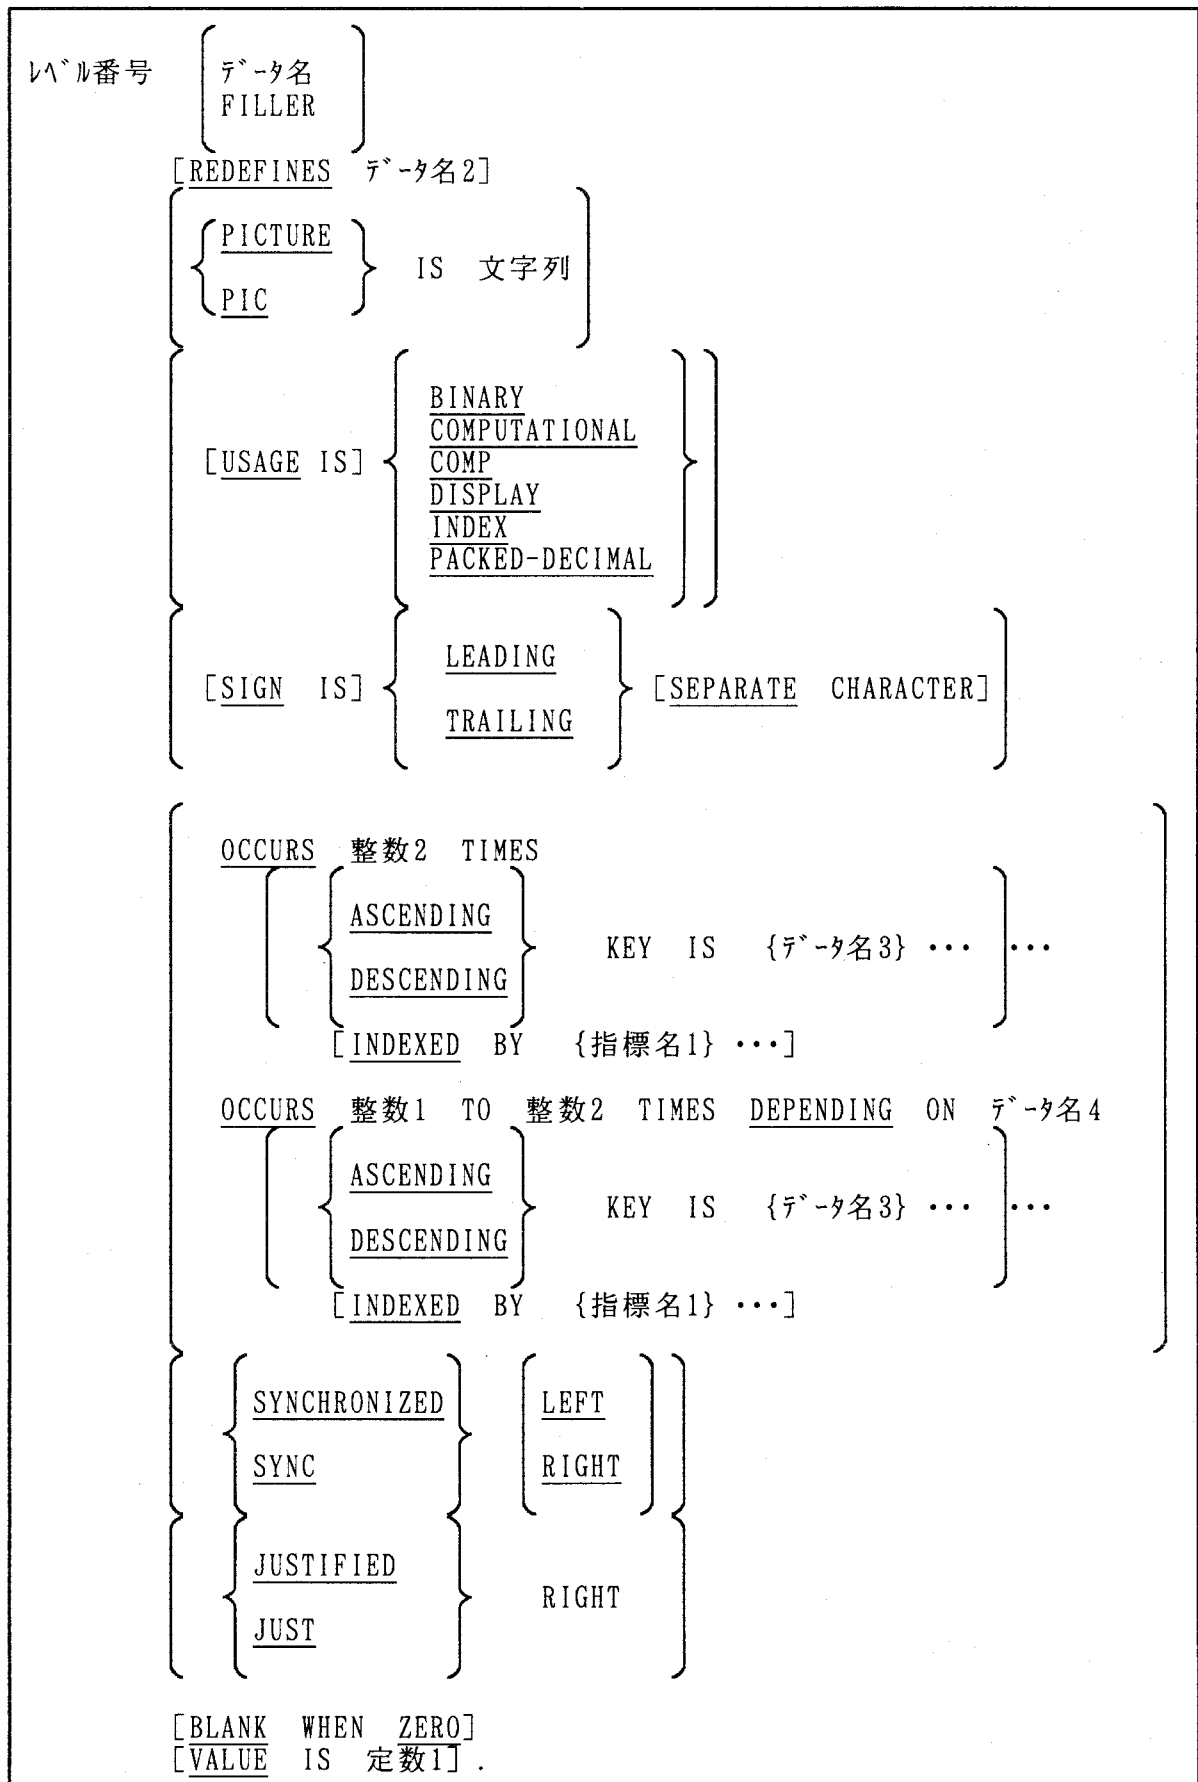 ﾚﾍﾞﾙ番号 ﾃﾞｰﾀ名
FILLER
[REDEFINES ﾃﾞｰﾀ名2]
PICTURE
IS 文字列
PIC
BINARY
COMPUTATIONAL
[USAGE IS] COMP
DISPLAY
INDEX
PACKED-DECIMAL
LEADING
[SIGN IS] [SEPARATE CHARACTER]
TRAILING
OCCURS 整数2 TIMES
ASCENDING
KEY IS {ﾃﾞｰﾀ名3} ・・・ ・・・
DESCENDING
[INDEXED BY {指標名1} ・・・]
OCCURS 整数1 TO 整数2 TIMES DEPENDING ON ﾃﾞｰﾀ名4
ASCENDING
KEY IS {ﾃﾞｰﾀ名3} ・・・ ・・・
DESCENDING
[INDEXED BY {指標名1} ・・・]
SYNCHRONIZED LEFT
SYNC RIGHT
JUSTIFIED
RIGHT
JUST
[BLANK WHEN ZERO]
[VALUE IS 定数1] .